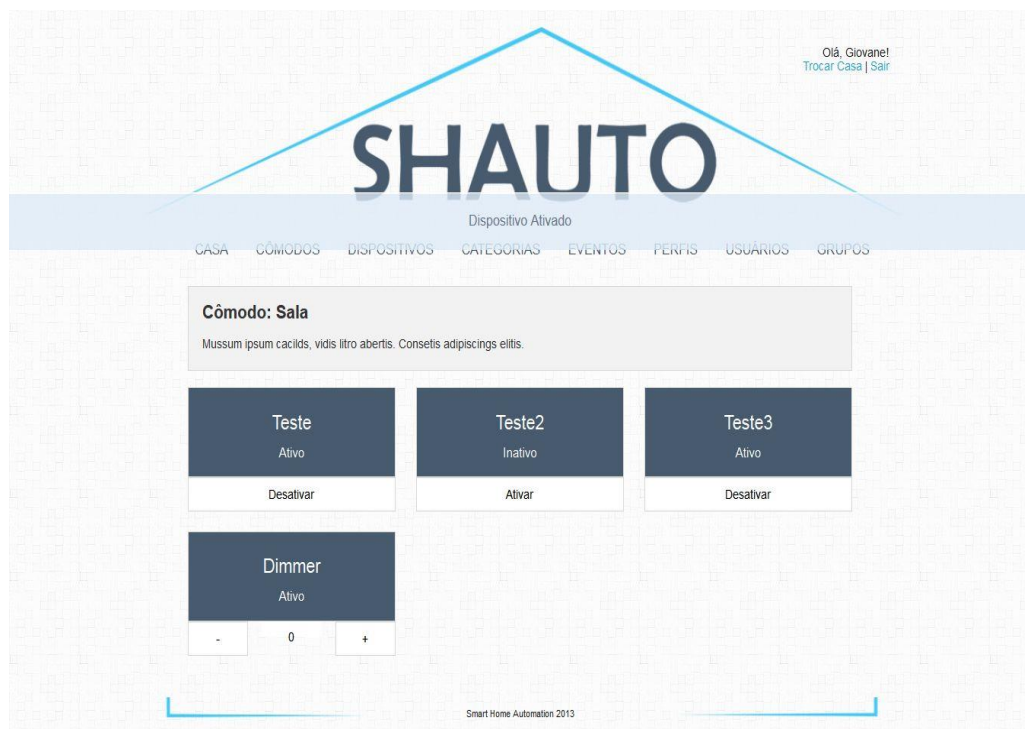 Olá, Giovane!
Trocar Casa | Sair
SHAUTO
Dispositivo Ativado
CASA CÔMODOS DISPOSITIVOS CATEGORIAS EVENTOS PERFIS USUÁRIOS GRUPOS
Cômodo: Sala
Mussum ipsum cacilds, vidis litro abertis. Consetis adipiscings elitis.
Teste Teste2 Teste3
Ativo Inativo Ativo
Desativar Ativar Desativar
Dimmer
Ativo
- 0 +
Smart Home Automation 2013